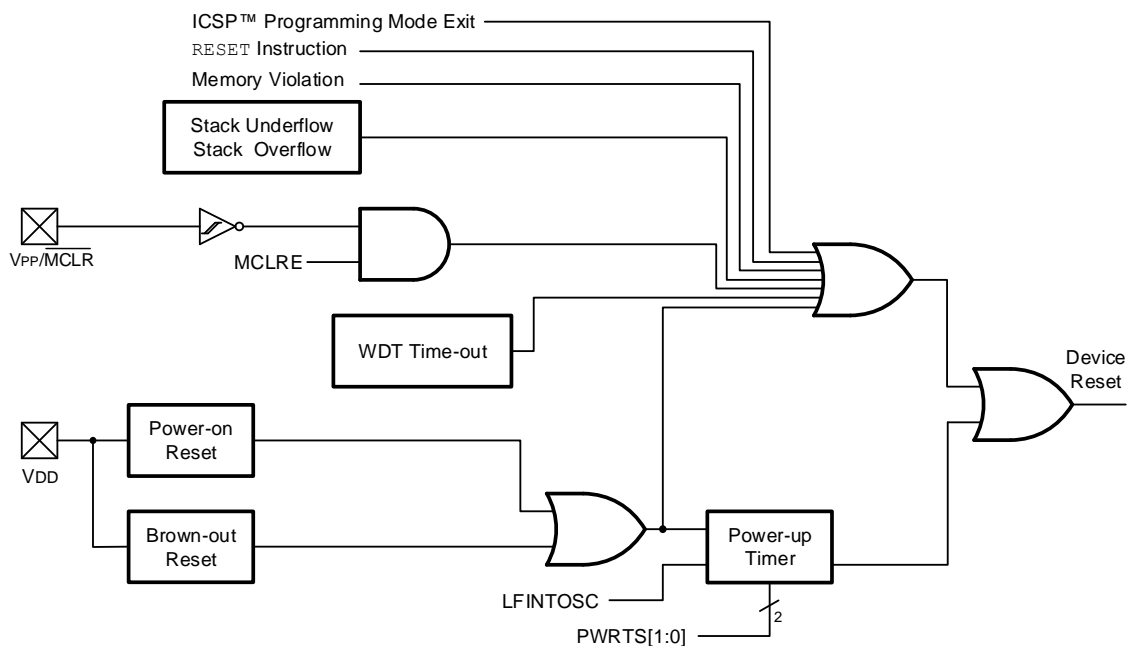 ICSP™ Programming Mode Exit
RESET Instruction
Memory Violation
Stack Underflow
Stack Overflow
VPP/MCLR
MCLRE
WDT Time-out
Device
Reset
VDD
Power-on
Reset
Brown-out
Reset
Power-up
Timer
LFINTOSC
2
PWRTS[1:0]